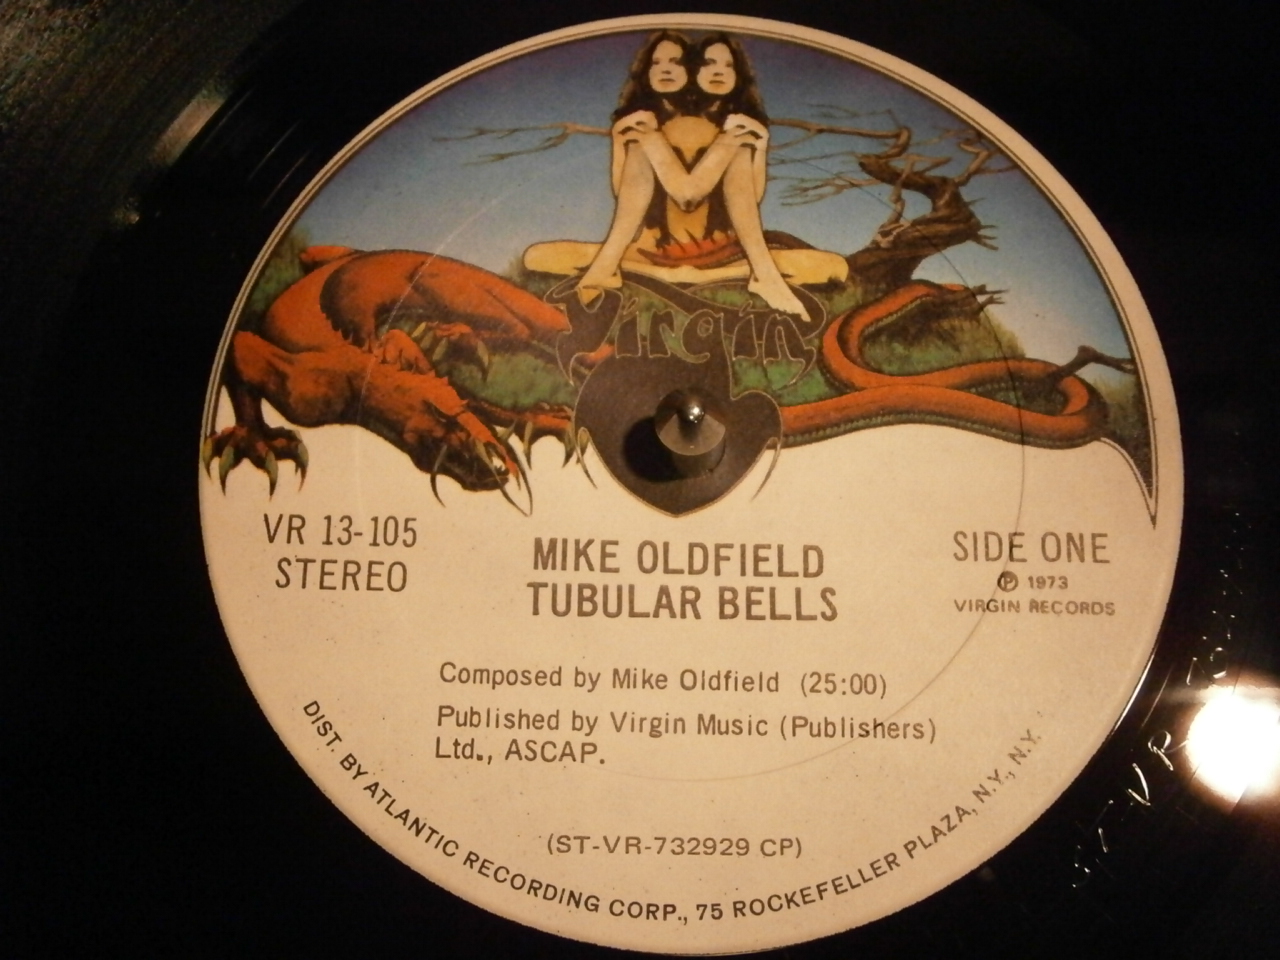 Virgin
VR 13-105
STEREO
MIKE OLDFIELD
TUBULAR BELLS
SIDE ONE
Ⓟ 1973
VIRGIN RECORDS
Composed by Mike Oldfield (25:00)
Published by Virgin Music (Publishers)
Ltd., ASCAP.
(ST-VR-732929 CP)
DIST. BY ATLANTIC RECORDING CORP., 75 ROCKEFELLER PLAZA, N.Y., N.Y.
ST-VR